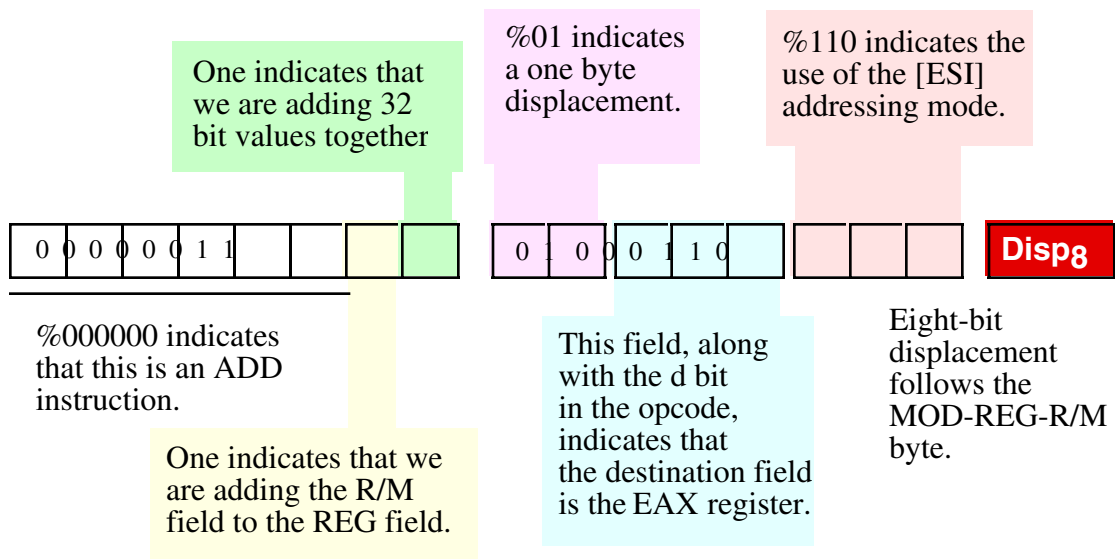 One indicates that
we are adding 32
bit values together
%01 indicates
a one byte
displacement.
%110 indicates the
use of the [ESI]
addressing mode.
0 0 0 0 0 0 1 1
0 1 0 0 0 1 1 0
Disp8
%000000 indicates
that this is an ADD
instruction.
One indicates that we
are adding the R/M
field to the REG field.
This field, along
with the d bit
in the opcode,
indicates that
the destination field
is the EAX register.
Eight-bit
displacement
follows the
MOD-REG-R/M
byte.